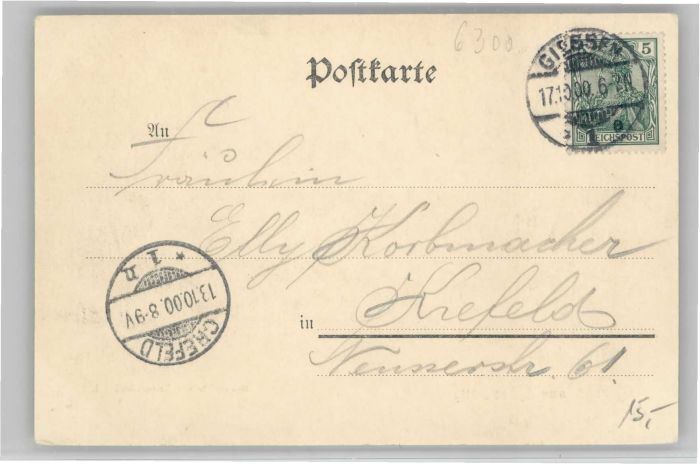 6300
GIESSEN
17.10.00.6-7N.
* 1 e
5
REICHSPOST
Postkarte
An
Fräulein
Elly Korbmacher
in Krefeld
Neusserstr. 61.
* 1 n
13.10.00.8-9V.
CREFELD
15,-